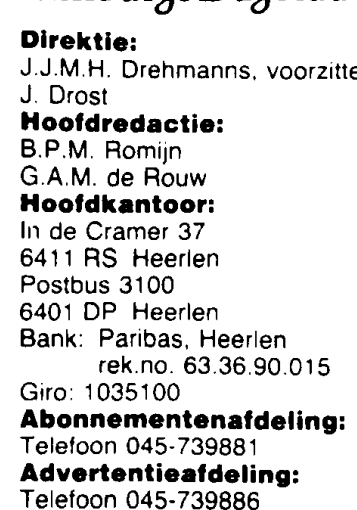 Direktie:
J.J.M.H. Drehmanns, voorzitte
J. Drost
Hoofdredactie:
B.P.M. Romijn
G.A.M. de Rouw
Hoofdkantoor:
In de Cramer 37
6411 RS Heerlen
Postbus 3100
6401 DP Heerlen
Bank: Paribas, Heerlen
rek.no. 63.36.90.015
Giro: 1035100
Abonnementenafdeling:
Telefoon 045-739881
Advertentieafdeling:
Telefoon 045-739886